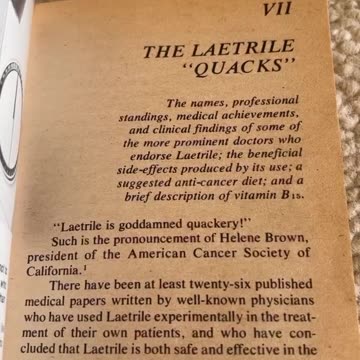 VII
THE LAETRILE
"QUACKS"
The names, professional
standings, medical achievements,
and clinical findings of some of
the more prominent doctors who
endorse Laetrile; the beneficial
side-effects produced by its use; a
suggested anti-cancer diet; and a
brief description of vitamin B15.
"Laetrile is goddamned quackery!"
Such is the pronouncement of Helene Brown,
president of the American Cancer Society of
California.¹
There have been at least twenty-six published
medical papers written by well-known physicians
who have used Laetrile experimentally in the treat-
ment of their own patients, and who have con-
cluded that Laetrile is both safe and effective in the